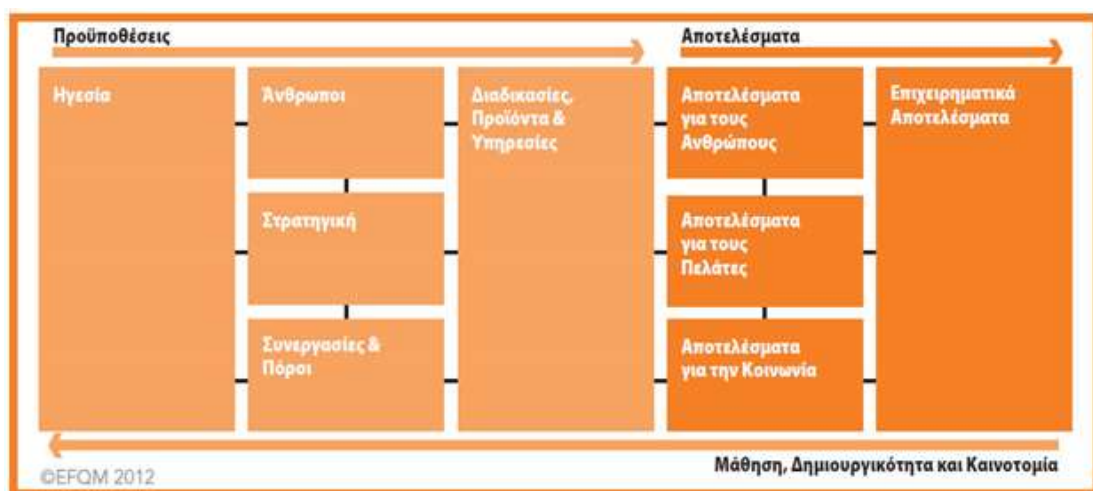 Προϋποθέσεις
Αποτελέσματα
Ηγεσία
Άνθρωποι
Στρατηγική
Συνεργασίες &
Πόροι
Διαδικασίες,
Προϊόντα &
Υπηρεσίες
Αποτελέσματα
για τους
Ανθρώπους
Αποτελέσματα
για τους
Πελάτες
Αποτελέσματα
για την Κοινωνία
Επιχειρηματικά
Αποτελέσματα
Μάθηση, Δημιουργικότητα και Καινοτομία
©EFQM 2012